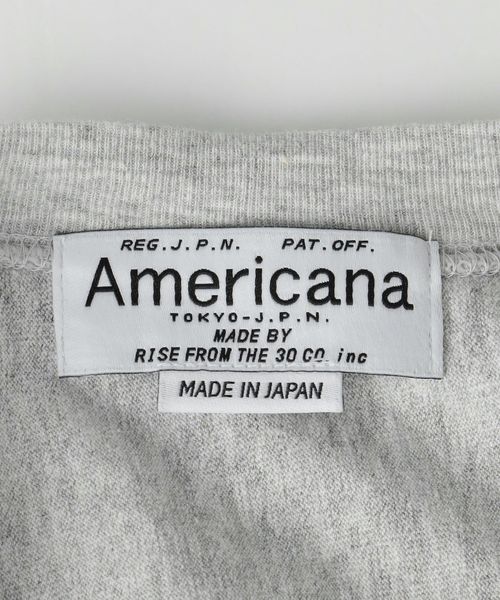 REG.J.P.N. PAT.OFF.
Americana
TOKYO-J.P.N.
MADE BY
RISE FROM THE 30 CO. inc
MADE IN JAPAN